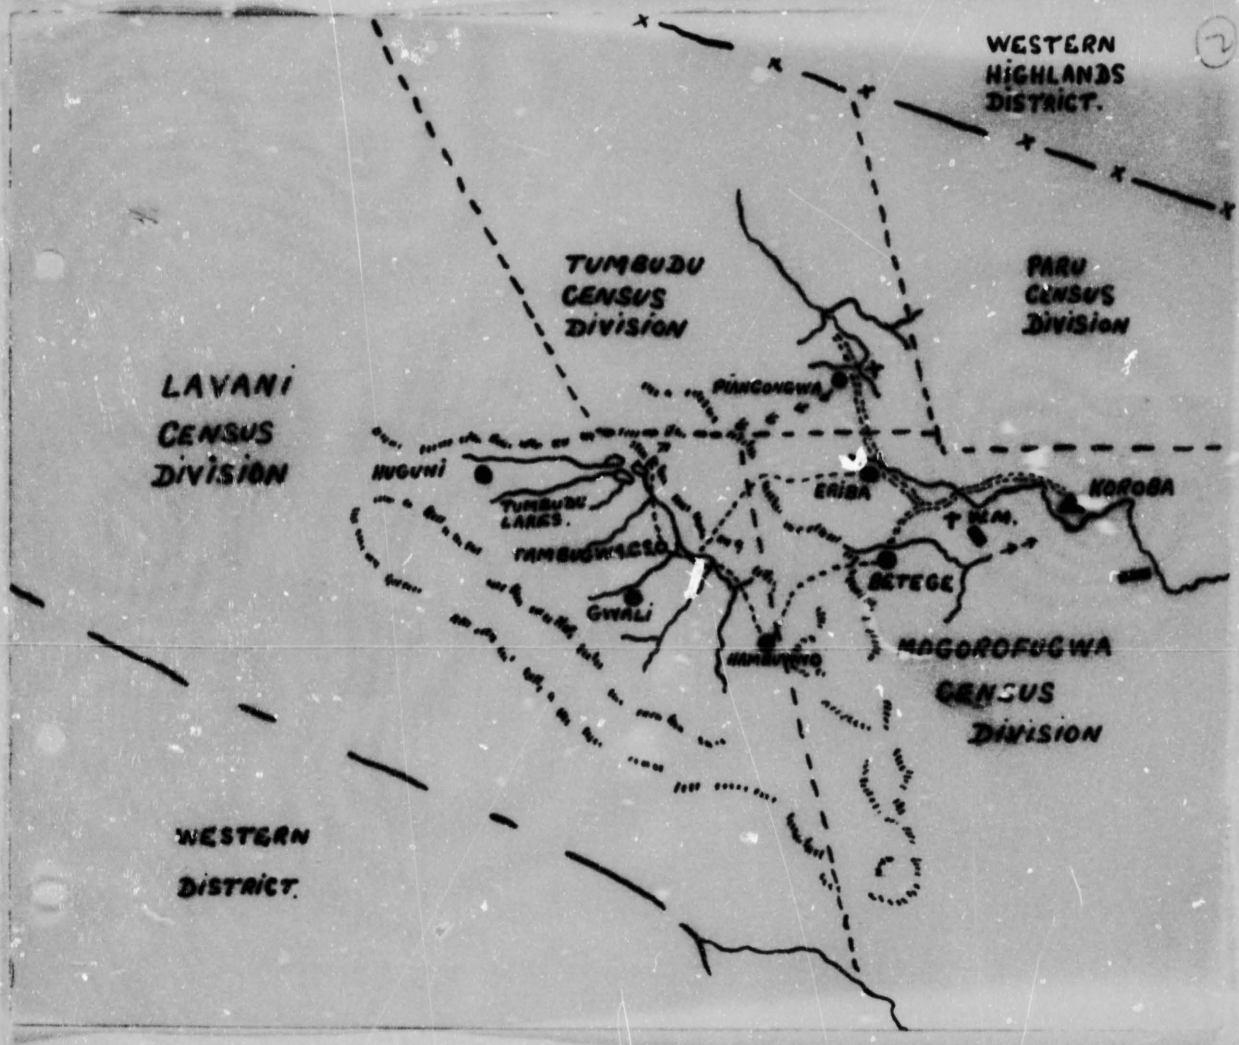 2
WESTERN
HIGHLANDS
DISTRICT.
TUMBUDU
CENSUS
DIVISION
PARU
CENSUS
DIVISION
LAVANI
CENSUS
DIVISION
PIANGONGWA
HUGUNI
TUMBUDU
LAKES.
ERIBA
KOROBA
GWALI
BETEGE
MOGOROFUGWA
CENSUS
DIVISION
WESTERN
DISTRICT.